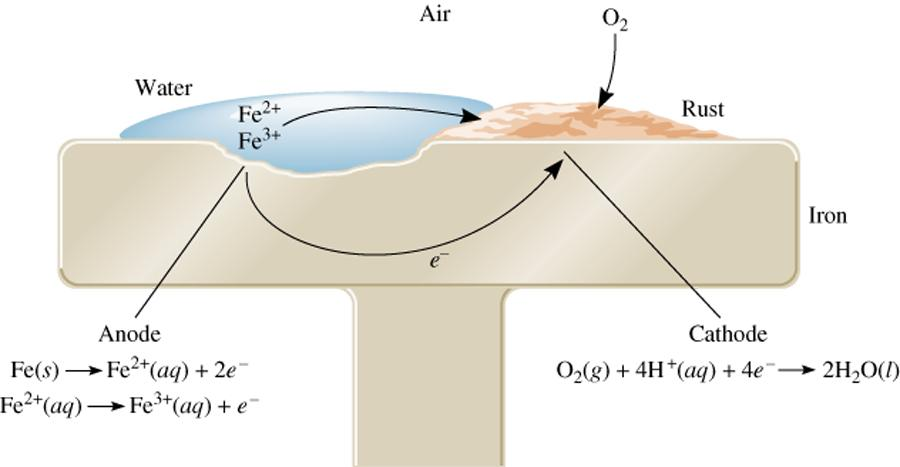 Air
O₂
Water
Fe²⁺
Fe³⁺
Rust
Iron
e⁻
Anode
Fe(s) ⟶ Fe²⁺(aq) + 2e⁻
Fe²⁺(aq) ⟶ Fe³⁺(aq) + e⁻
Cathode
O₂(g) + 4H⁺(aq) + 4e⁻ ⟶ 2H₂O(l)